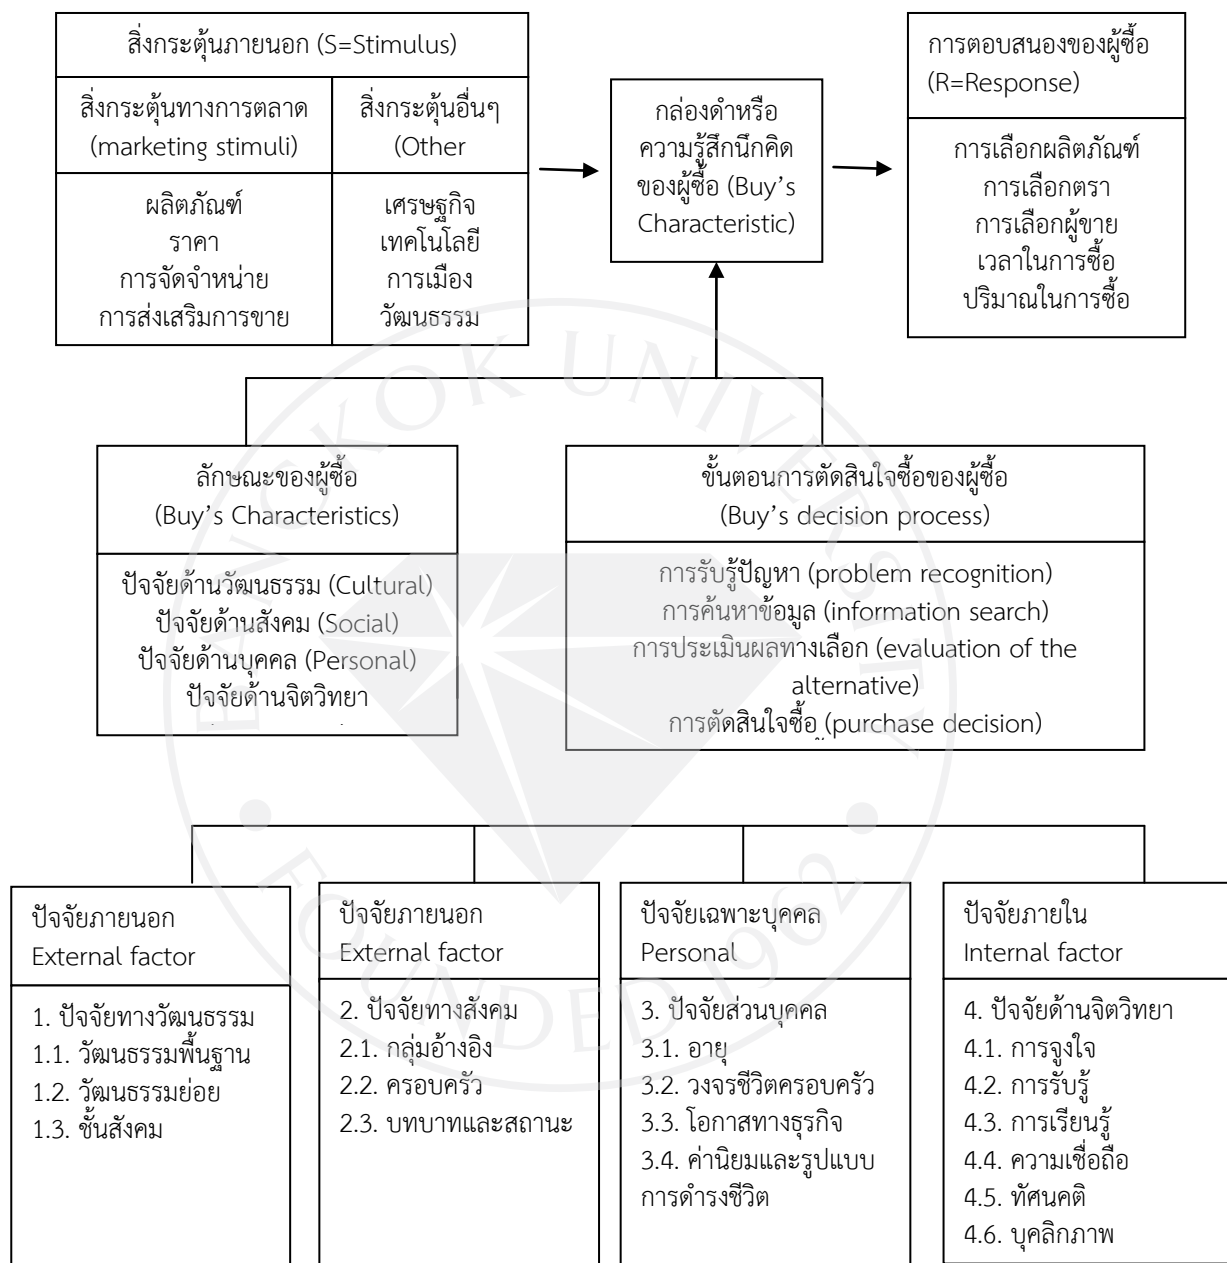 สิ่งกระตุ้นภายนอก (S=Stimulus)
สิ่งกระตุ้นทางการตลาด
(marketing stimuli)
สิ่งกระตุ้นอื่นๆ
(Other
ผลิตภัณฑ์
ราคา
การจัดจำหน่าย
การส่งเสริมการขาย
เศรษฐกิจ
เทคโนโลยี
การเมือง
วัฒนธรรม
กล่องดำหรือ
ความรู้สึกนึกคิด
ของผู้ซื้อ (Buy’s
Characteristic)
การตอบสนองของผู้ซื้อ
(R=Response)
การเลือกผลิตภัณฑ์
การเลือกตรา
การเลือกผู้ขาย
เวลาในการซื้อ
ปริมาณในการซื้อ
ลักษณะของผู้ซื้อ
(Buy’s Characteristics)
ปัจจัยด้านวัฒนธรรม (Cultural)
ปัจจัยด้านสังคม (Social)
ปัจจัยด้านบุคคล (Personal)
ปัจจัยด้านจิตวิทยา
ขั้นตอนการตัดสินใจซื้อของผู้ซื้อ
(Buy’s decision process)
การรับรู้ปัญหา (problem recognition)
การค้นหาข้อมูล (information search)
การประเมินผลทางเลือก (evaluation of the
alternative)
การตัดสินใจซื้อ (purchase decision)
ปัจจัยภายนอก
External factor
1. ปัจจัยทางวัฒนธรรม
1.1. วัฒนธรรมพื้นฐาน
1.2. วัฒนธรรมย่อย
1.3. ชั้นสังคม
ปัจจัยภายนอก
External factor
2. ปัจจัยทางสังคม
2.1. กลุ่มอ้างอิง
2.2. ครอบครัว
2.3. บทบาทและสถานะ
ปัจจัยเฉพาะบุคคล
Personal
3. ปัจจัยส่วนบุคคล
3.1. อายุ
3.2. วงจรชีวิตครอบครัว
3.3. โอกาสทางธุรกิจ
3.4. ค่านิยมและรูปแบบ
การดำรงชีวิต
ปัจจัยภายใน
Internal factor
4. ปัจจัยด้านจิตวิทยา
4.1. การจูงใจ
4.2. การรับรู้
4.3. การเรียนรู้
4.4. ความเชื่อถือ
4.5. ทัศนคติ
4.6. บุคลิกภาพ
BANGKOK UNIVERSITY
FOUNDED 1962